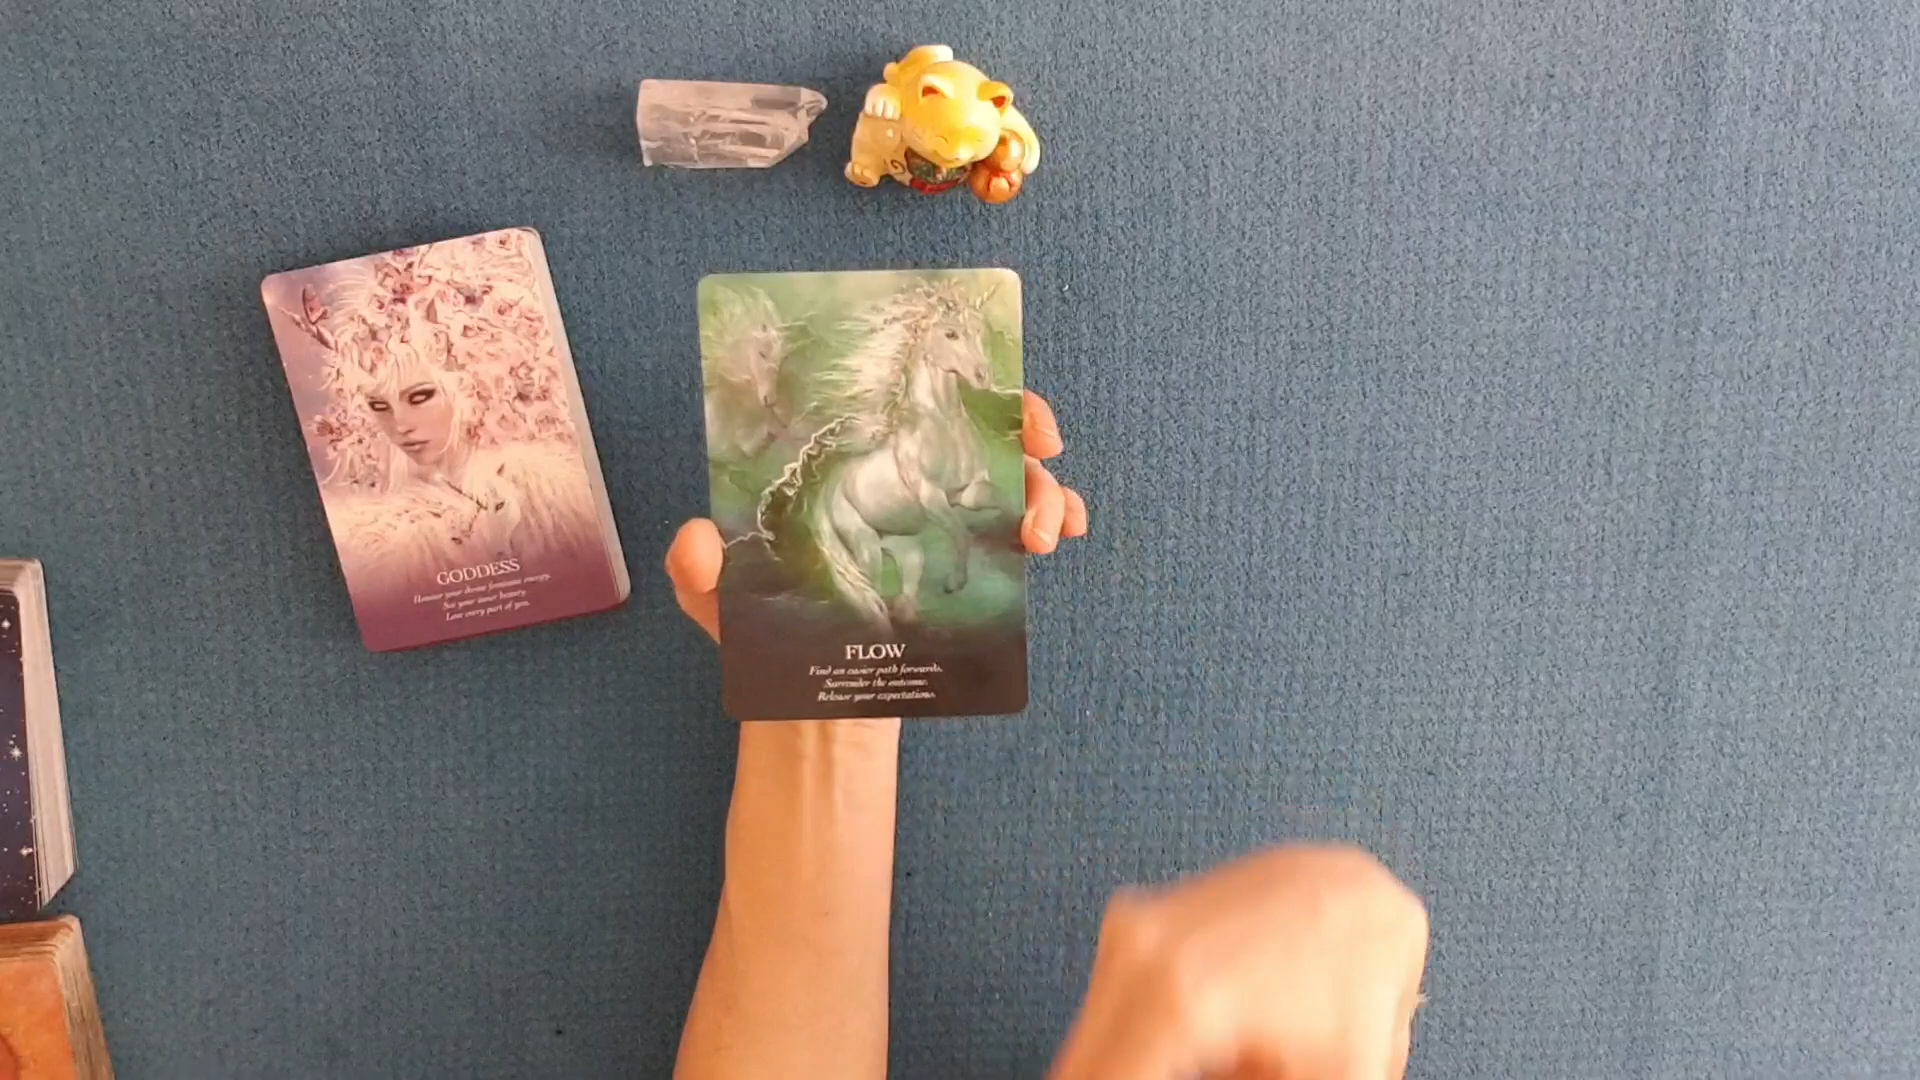 GODDESS
Honour your divine feminine energy.
See your inner beauty.
Love every part of you.
FLOW
Find an easier path forwards.
Surrender the outcome.
Release your expectations.